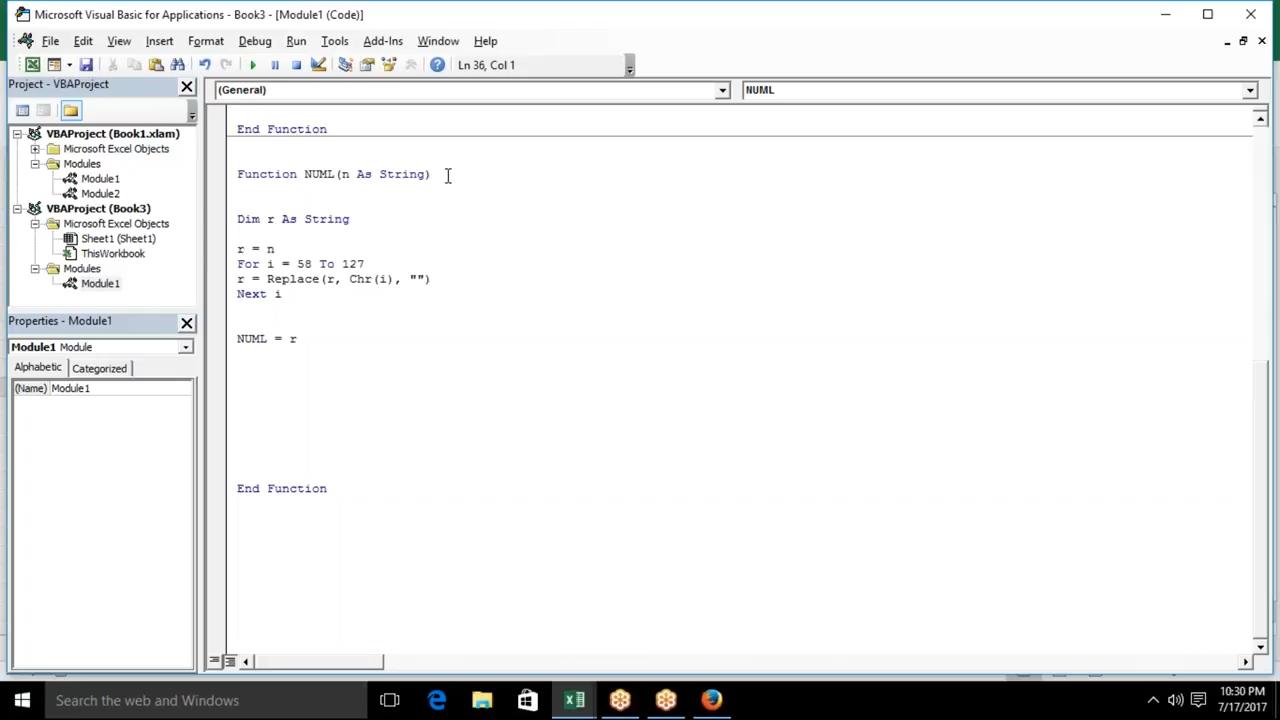 Microsoft Visual Basic for Applications - Book3 - [Module1 (Code)]
File Edit View Insert Format Debug Run Tools Add-Ins Window Help
Ln 36, Col 1
Project - VBAProject
(General)
NUML
VBAProject (Book1.xlam)
Microsoft Excel Objects
Modules
Module1
Module2
VBAProject (Book3)
Microsoft Excel Objects
Sheet1 (Sheet1)
ThisWorkbook
Modules
Module1
Properties - Module1
Module1 Module
Alphabetic Categorized
(Name) Module1
End Function
Function NUML(n As String)
Dim r As String
r = n
For i = 58 To 127
r = Replace(r, Chr(i), "")
Next i
NUML = r
End Function
Search the web and Windows
10:30 PM
7/17/2017